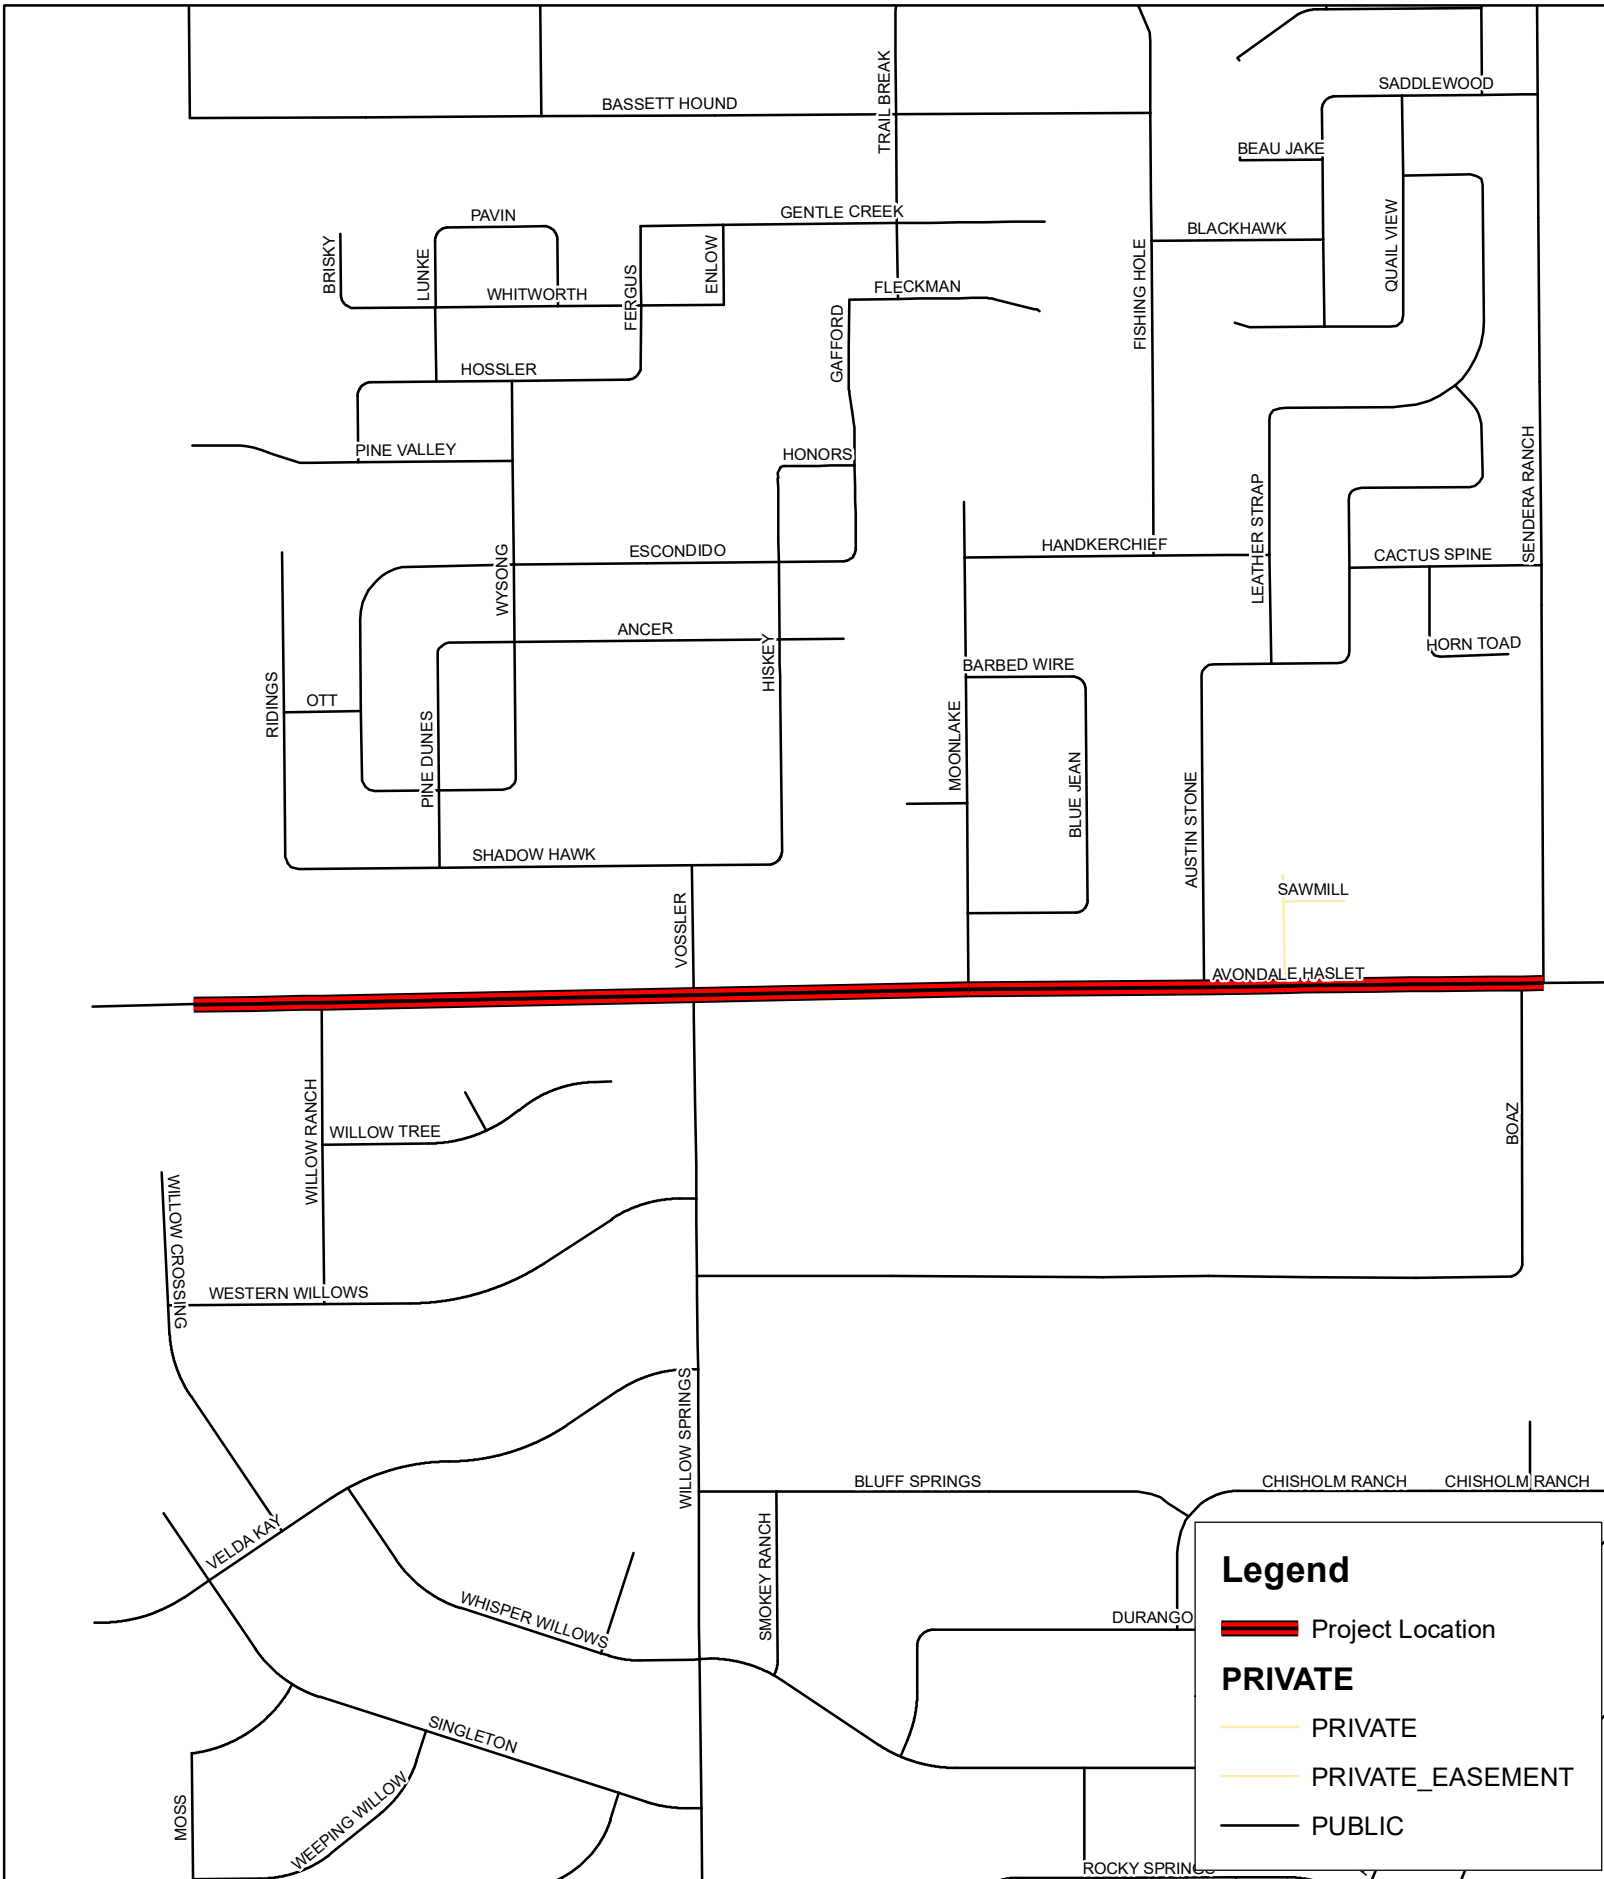 SADDLEWOOD
BASSETT HOUND
TRAIL BREAK
BEAU JAKE
PAVIN
GENTLE CREEK
BLACKHAWK
QUAIL VIEW
BRISKY
LUNKE
FERGUS
ENLOW
FISHING HOLE
WHITWORTH
FLECKMAN
GAFFORD
HOSSLER
PINE VALLEY
HONORS
SENDERA RANCH
LEATHER STRAP
HANDKERCHIEF
ESCONDIDO
WYSONG
CACTUS SPINE
ANCER
HISKEY
HORN TOAD
BARBED WIRE
RIDINGS
OTT
PINE DUNES
MOONLAKE
BLUE JEAN
AUSTIN STONE
SHADOW HAWK
SAWMILL
VOSSLER
AVONDALE HASLET
WILLOW RANCH
WILLOW TREE
BOAZ
WILLOW CROSSING
WESTERN WILLOWS
WILLOW SPRINGS
BLUFF SPRINGS
CHISHOLM RANCH
CHISHOLM RANCH
VELDA KAY
SMOKEY RANCH
WHISPER WILLOWS
DURANGO
SINGLETON
MOSS
WEEPING WILLOW
ROCKY SPRINGS
Legend
Project Location
PRIVATE
PRIVATE
PRIVATE_EASEMENT
PUBLIC